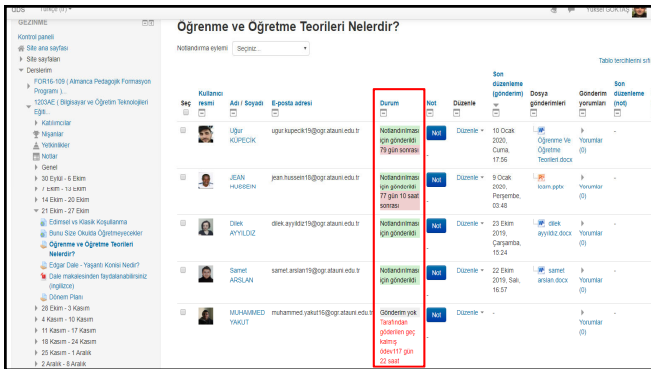 ODS
Türkçe (tr)
Yüksel GÖKTAŞ
GEZİNME
Kontrol paneli
Site ana sayfası
Site sayfaları
Derslerim
FOR16-109 ( Almanca Pedagojik Formasyon
Programı )...
1203AFİ ( Bilgisayar ve Öğretim Teknolojileri
Eğiti...
Katılımcılar
Nişanlar
Yetkinlikler
Notlar
Genel
30 Eylül - 6 Ekim
7 Ekim - 13 Ekim
14 Ekim - 20 Ekim
21 Ekim - 27 Ekim
Edimsel vs Klasik Koşullanma
Bunu Size Okulda Öğretmeyecekler
Öğrenme ve Öğretme Teorileri
Nelerdir?
Edgar Dale - Yaşantı Konisi Nedir?
Dale makalesinden faydalanabilirsiniz
(ingilizce)
Dönem Planı
28 Ekim - 3 Kasım
4 Kasım - 10 Kasım
11 Kasım - 17 Kasım
18 Kasım - 24 Kasım
25 Kasım - 1 Aralık
2 Aralık - 8 Aralık
Öğrenme ve Öğretme Teorileri Nelerdir?
Notlandırma eylemi
Seçiniz...
Tablo tercihlerini sıfı
Seç
Kullanıcı
resmi
Adı / Soyadı
E-posta adresi
Durum
Not
Düzenle
Son
düzenleme
(gönderim)
Dosya
gönderimleri
Gönderim
yorumları
Son
düzenleme
(not)
Uğur
KÜPECİK
ugur.kupecik19@ogr.atauni.edu.tr
Notlandırılması
için gönderildi
79 gün sonrası
Not
-
Düzenle
10 Ocak
2020,
Cuma,
17:56
Öğrenme Ve
Öğretme
Teorileri.docx
Yorumlar
(0)
-
JEAN
HUSSEIN
jean.hussein18@ogr.atauni.edu.tr
Notlandırılması
için gönderildi
77 gün 10 saat
sonrası
Not
-
Düzenle
9 Ocak
2020,
Perşembe,
03:48
Yorumlar
(0)
-
Dilek
AYYILDIZ
dilek.ayyildiz19@ogr.atauni.edu.tr
Notlandırılması
için gönderildi
Not
-
Düzenle
23 Ekim
2019,
Çarşamba,
15:24
dilek
ayyıldız.docx
Yorumlar
(0)
-
Samet
ARSLAN
samet.arslan19@ogr.atauni.edu.tr
Notlandırılması
için gönderildi
Not
-
Düzenle
22 Ekim
2019, Salı,
16:57
samet
arslan.docx
Yorumlar
(0)
-
MUHAMMED
YAKUT
muhammed.yakut16@ogr.atauni.edu.tr
Gönderim yok
Tarafından
gönderilen geç
kalmış
ödev117 gün
22 saat
Not
-
Düzenle
-
Yorumlar
(0)
-